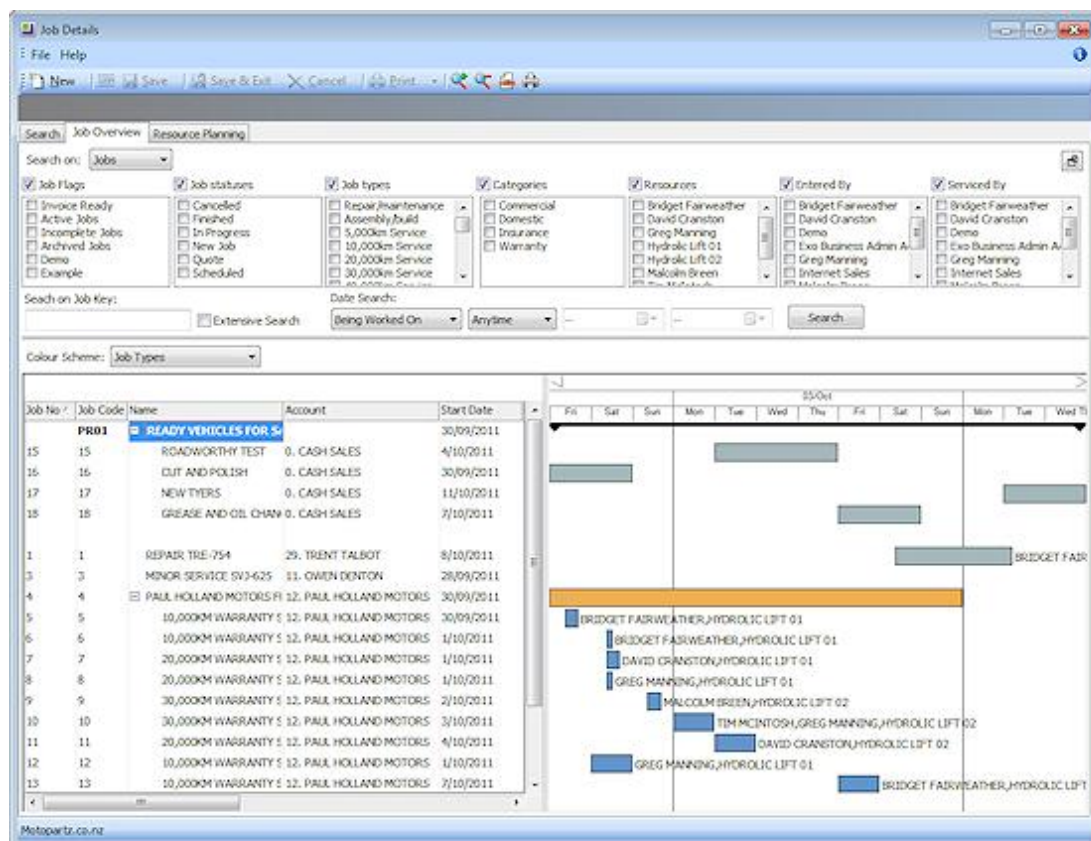 Job Details
File Help
New Save Save & Exit Cancel Print
Search Job Overview Resource Planning
Search on: Jobs
Job Flags Job statuses Job types Categories Resources Entered By Serviced By
Invoice Ready Cancelled Repair/maintenance Commercial Bridget Fairweather Bridget Fairweather Bridget Fairweather
Active Jobs Finished Assembly/build Domestic David Cranston David Cranston David Cranston
Incomplete Jobs In Progress 5,000km Service Insurance Greg Manning Demo Demo
Archived Jobs New Job 10,000km Service Warranty Hydrolic Lift 01 Exo Business Admin A Exo Business Admin A
Demo Quote 20,000km Service Hydrolic Lift 02 Greg Manning Greg Manning
Example Scheduled 30,000km Service Malcolm Breen Internet Sales Internet Sales
Seach on Job Key: Date Search:
Extensive Search Being Worked On Anytime -- -- Search
Colour Scheme: Job Types
03/Oct
Job No Job Code Name Account Start Date Fri Sat Sun Mon Tue Wed Thu Fri Sat Sun Mon Tue Wed T
PR01 READY VEHICLES FOR SA 30/09/2011
15 15 ROADWORTHY TEST 0. CASH SALES 4/10/2011
16 16 CUT AND POLISH 0. CASH SALES 30/09/2011
17 17 NEW TYERS 0. CASH SALES 11/10/2011
18 18 GREASE AND OIL CHAN 0. CASH SALES 7/10/2011
1 1 REPAIR TRE-754 29. TRENT TALBOT 8/10/2011 BRIDGET FAIR
3 3 MINOR SERVICE SVJ-625 11. OWEN DENTON 28/09/2011
4 4 PAUL HOLLAND MOTORS FI 12. PAUL HOLLAND MOTORS 30/09/2011
5 5 10,000KM WARRANTY S 12. PAUL HOLLAND MOTORS 30/09/2011 BRIDGET FAIRWEATHER,HYDROLIC LIFT 01
6 6 10,000KM WARRANTY S 12. PAUL HOLLAND MOTORS 1/10/2011 BRIDGET FAIRWEATHER,HYDROLIC LIFT 01
7 7 20,000KM WARRANTY S 12. PAUL HOLLAND MOTORS 1/10/2011 DAVID CRANSTON,HYDROLIC LIFT 01
8 8 20,000KM WARRANTY S 12. PAUL HOLLAND MOTORS 1/10/2011 GREG MANNING,HYDROLIC LIFT 01
9 9 30,000KM WARRANTY S 12. PAUL HOLLAND MOTORS 2/10/2011 MALCOLM BREEN,HYDROLIC LIFT 02
10 10 30,000KM WARRANTY S 12. PAUL HOLLAND MOTORS 3/10/2011 TIM MCINTOSH,GREG MANNING,HYDROLIC LIFT 02
11 11 20,000KM WARRANTY S 12. PAUL HOLLAND MOTORS 4/10/2011 DAVID CRANSTON,HYDROLIC LIFT 02
12 12 10,000KM WARRANTY S 12. PAUL HOLLAND MOTORS 1/10/2011 GREG MANNING,HYDROLIC LIFT 01
13 13 10,000KM WARRANTY S 12. PAUL HOLLAND MOTORS 7/10/2011 BRIDGET FAIRWEATHER,HYDROLIC LIFT
Motopartz.co.nz